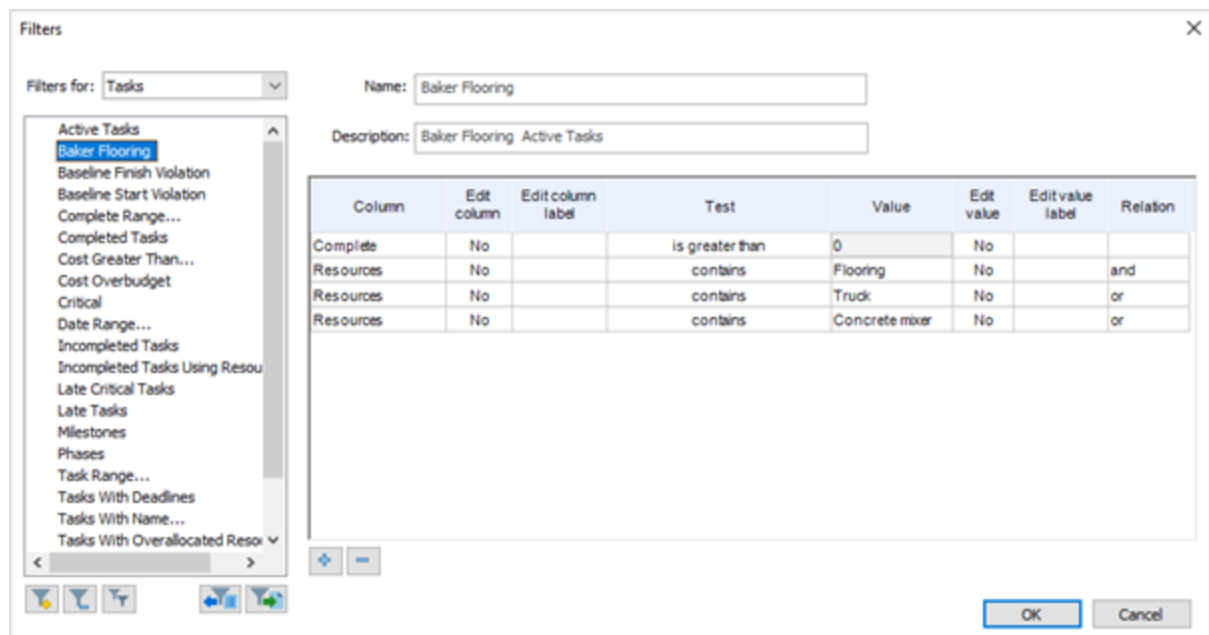 Filters
Filters for: Tasks
Active Tasks
Baker Flooring
Baseline Finish Violation
Baseline Start Violation
Complete Range...
Completed Tasks
Cost Greater Than...
Cost Overbudget
Critical
Date Range...
Incompleted Tasks
Incompleted Tasks Using Resou
Late Critical Tasks
Late Tasks
Milestones
Phases
Task Range...
Tasks With Deadlines
Tasks With Name...
Tasks With Overallocated Resou
Name: Baker Flooring
Description: Baker Flooring Active Tasks
Column Edit column Edit column label Test Value Edit value Edit value label Relation
Complete No is greater than 0 No
Resources No contains Flooring No and
Resources No contains Truck No or
Resources No contains Concrete mixer No or
OK Cancel